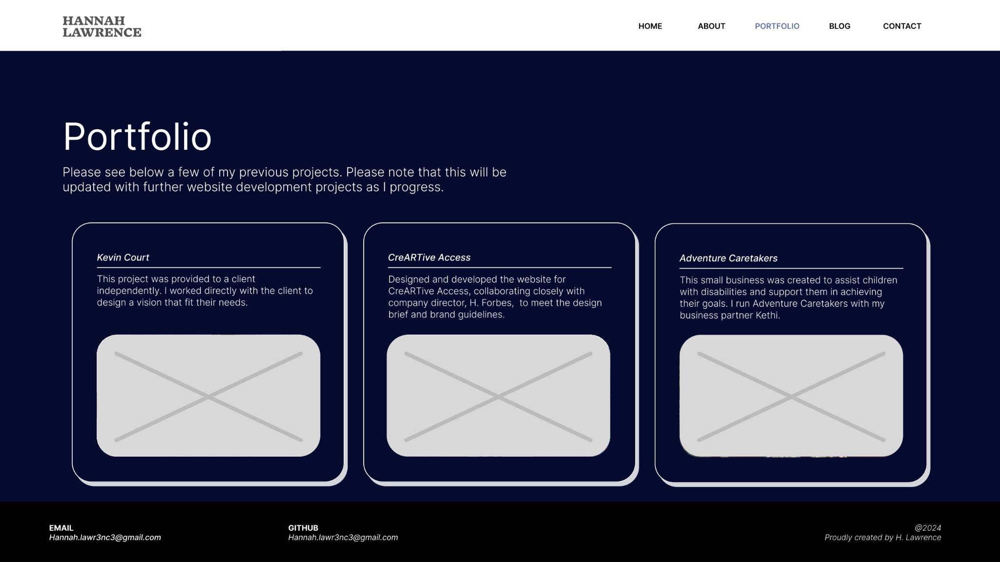 HANNAH
LAWRENCE
HOME ABOUT PORTFOLIO BLOG CONTACT
Portfolio
Please see below a few of my previous projects. Please note that this will be
updated with further website development projects as I progress.
Kevin Court
This project was provided to a client
independently. I worked directly with the client to
design a vision that fit their needs.
CreARTive Access
Designed and developed the website for
CreARTive Access, collaborating closely with
company director, H. Forbes,  to meet the design
brief and brand guidelines.
Adventure Caretakers
This small business was created to assist children
with disabilities and support them in achieving
their goals. I run Adventure Caretakers with my
business partner Kethi.
EMAIL
Hannah.lawr3nc3@gmail.com
GITHUB
Hannah.lawr3nc3@gmail.com
@2024
Proudly created by H. Lawrence